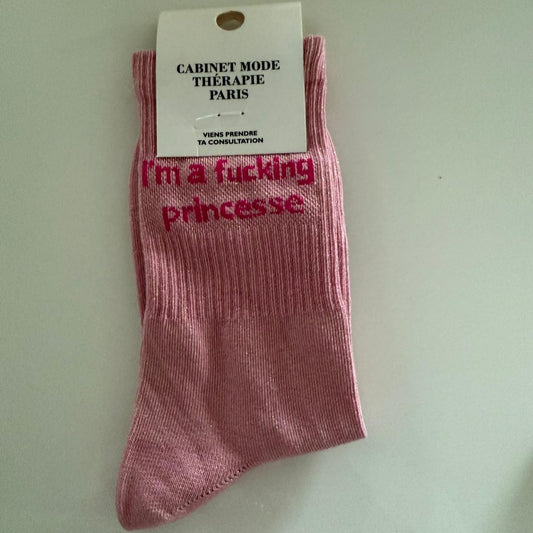 CABINET MODE
THÉRAPIE
PARIS
VIENS PRENDRE
TA CONSULTATION
I'm a fucking
princesse